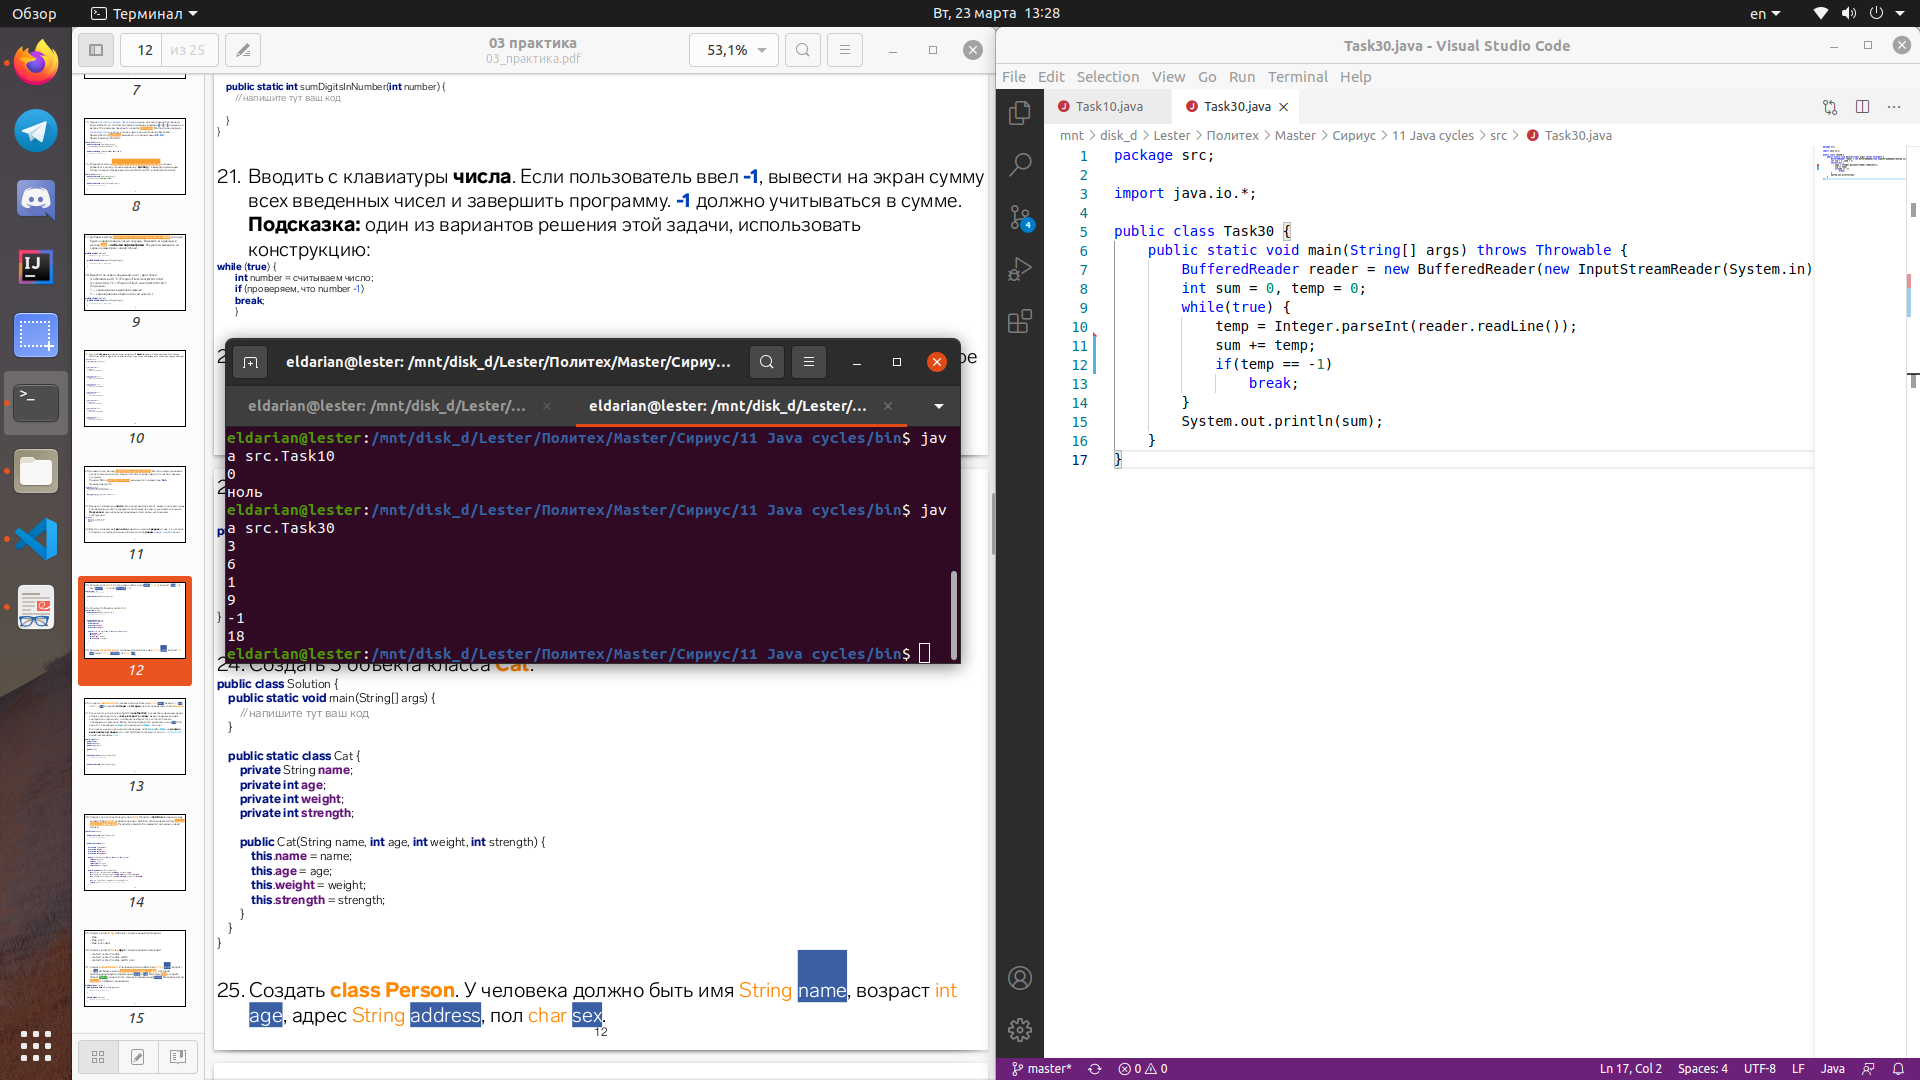 Обзор
Терминал
Вт, 23 марта 13:28
en
12 из 25
03 практика
03_практика.pdf
53,1%
7
8
9
10
11
12
13
14
15
public static int sumDigitsInNumber(int number) {
//напишите тут ваш код
}
}
21. Вводить с клавиатуры числа. Если пользователь ввел -1, вывести на экран сумму
всех введенных чисел и завершить программу. -1 должно учитываться в сумме.
Подсказка: один из вариантов решения этой задачи, использовать
конструкцию:
while (true) {
int number = считываем число;
if (проверяем, что number -1)
break;
}
eldarian@lester: /mnt/disk_d/Lester/Политех/Master/Сириу...
eldarian@lester: /mnt/disk_d/Lester/...
eldarian@lester: /mnt/disk_d/Lester/...
eldarian@lester:/mnt/disk_d/Lester/Политех/Master/Сириус/11 Java cycles/bin$ jav
a src.Task10
0
ноль
eldarian@lester:/mnt/disk_d/Lester/Политех/Master/Сириус/11 Java cycles/bin$ jav
a src.Task30
3
6
1
9
-1
18
eldarian@lester:/mnt/disk_d/Lester/Политех/Master/Сириус/11 Java cycles/bin$
24. Создать 5 объекта класса Cat.
public class Solution {
public static void main(String[] args) {
//напишите тут ваш код
}
public static class Cat {
private String name;
private int age;
private int weight;
private int strength;
public Cat(String name, int age, int weight, int strength) {
this.name = name;
this.age = age;
this.weight = weight;
this.strength = strength;
}
}
}
25. Создать class Person. У человека должно быть имя String name, возраст int
age, адрес String address, пол char sex.
12
Task30.java - Visual Studio Code
File Edit Selection View Go Run Terminal Help
Task10.java
Task30.java
mnt > disk_d > Lester > Политех > Master > Сириус > 11 Java cycles > src > Task30.java
1 package src;
2
3 import java.io.*;
4
5 public class Task30 {
6 public static void main(String[] args) throws Throwable {
7 BufferedReader reader = new BufferedReader(new InputStreamReader(System.in)
8 int sum = 0, temp = 0;
9 while(true) {
10 temp = Integer.parseInt(reader.readLine());
11 sum += temp;
12 if(temp == -1)
13 break;
14 }
15 System.out.println(sum);
16 }
17 }
4
master*
0 0
Ln 17, Col 2
Spaces: 4
UTF-8
LF
Java